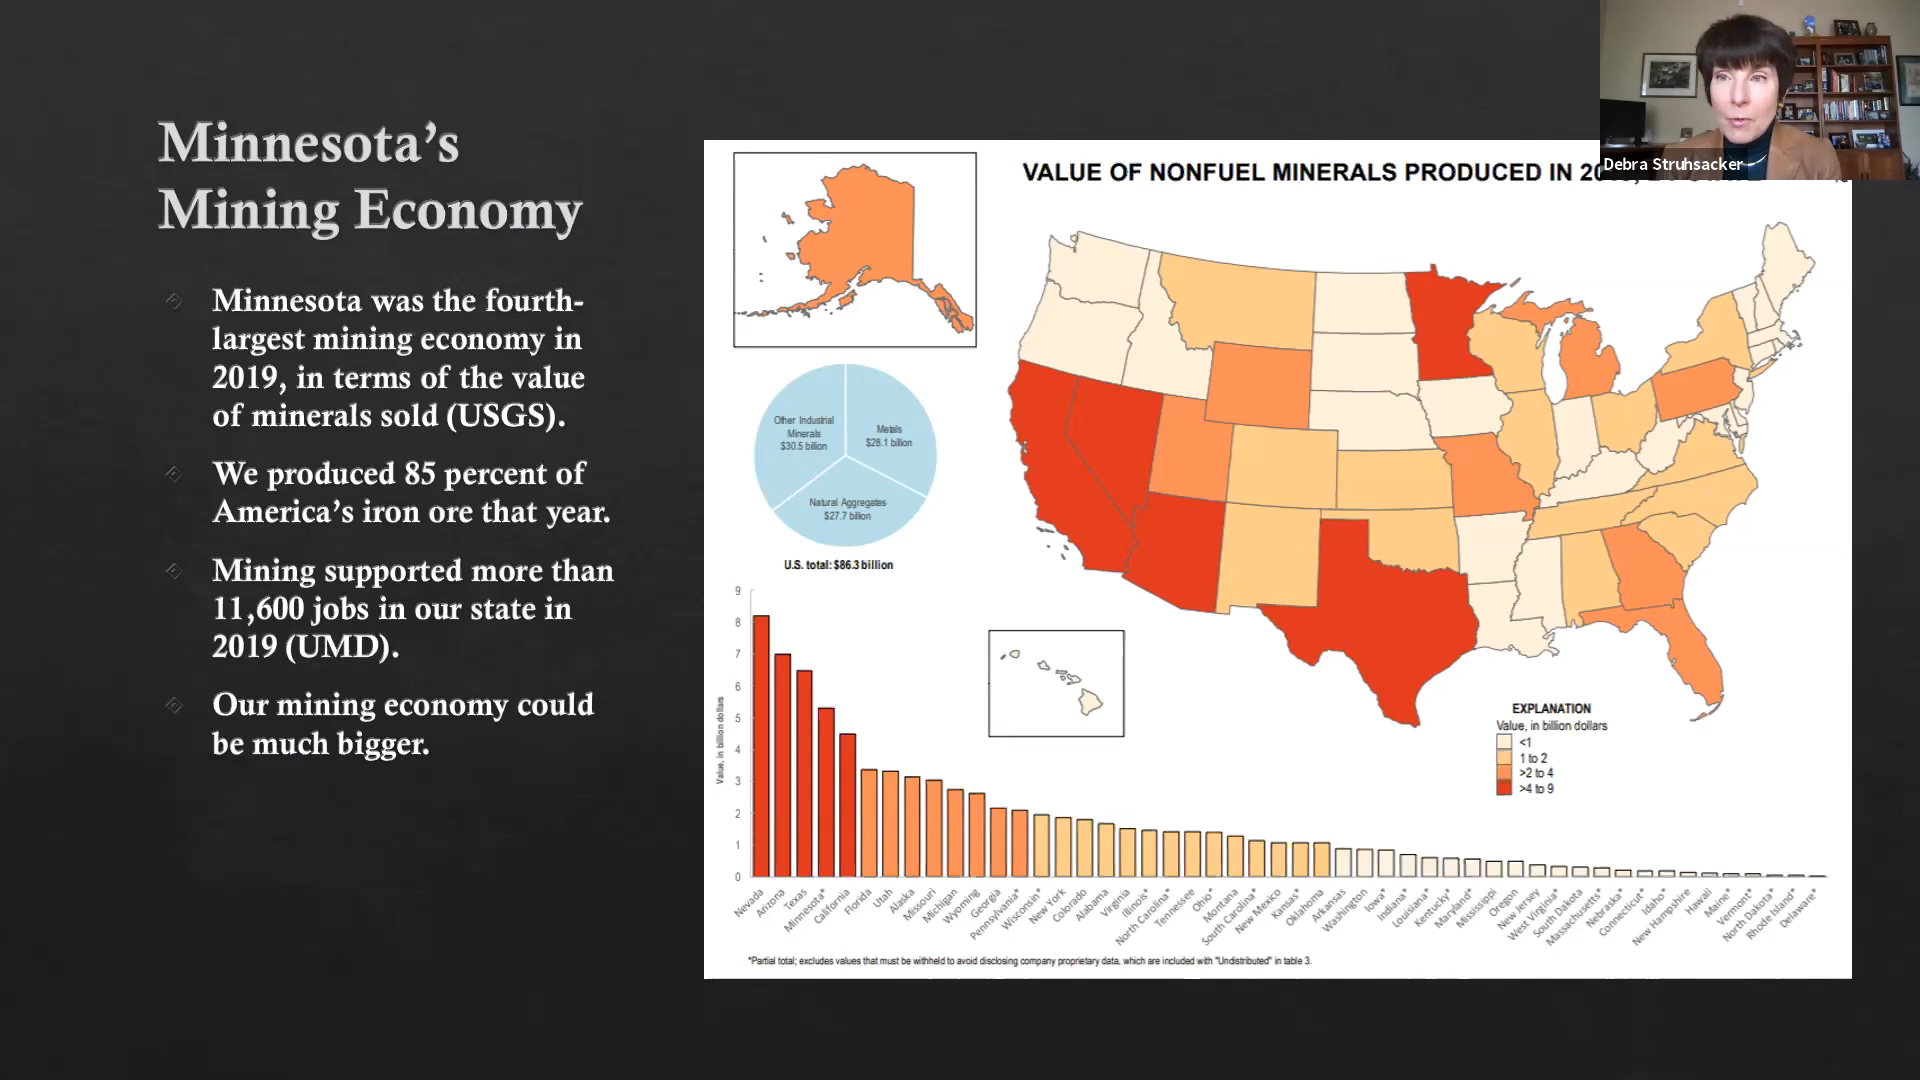 Minnesota’s
Mining Economy
Minnesota was the fourth-
largest mining economy in
2019, in terms of the value
of minerals sold (USGS).
We produced 85 percent of
America’s iron ore that year.
Mining supported more than
11,600 jobs in our state in
2019 (UMD).
Our mining economy could
be much bigger.
Debra Struhsacker
VALUE OF NONFUEL MINERALS PRODUCED IN
Other Industrial
Minerals
$30.5 billion
Metals
$28.1 billion
Natural Aggregates
$27.7 billion
U.S. total: $86.3 billion
EXPLANATION
Value, in billion dollars
<1
1 to 2
>2 to 4
>4 to 9
Value, in billion dollars
9
8
7
6
5
4
3
2
1
0
Nevada
Arizona
Texas
Minnesota*
California
Florida
Utah
Alaska
Missouri
Michigan
Wyoming
Georgia
Pennsylvania*
Wisconsin*
New York
Colorado
Alabama
Virginia
Illinois*
North Carolina*
Tennessee
Ohio*
Montana
South Carolina*
New Mexico
Kansas*
Oklahoma
Arkansas
Washington
Iowa*
Indiana*
Louisiana*
Kentucky*
Maryland*
Mississippi
Oregon
New Jersey
West Virginia*
South Dakota
Massachusetts*
Nebraska*
Connecticut*
Idaho*
New Hampshire
Hawaii
Maine*
Vermont*
North Dakota*
Rhode Island*
Delaware*
*Partial total; excludes values that must be withheld to avoid disclosing company proprietary data, which are included with "Undistributed" in table 3.